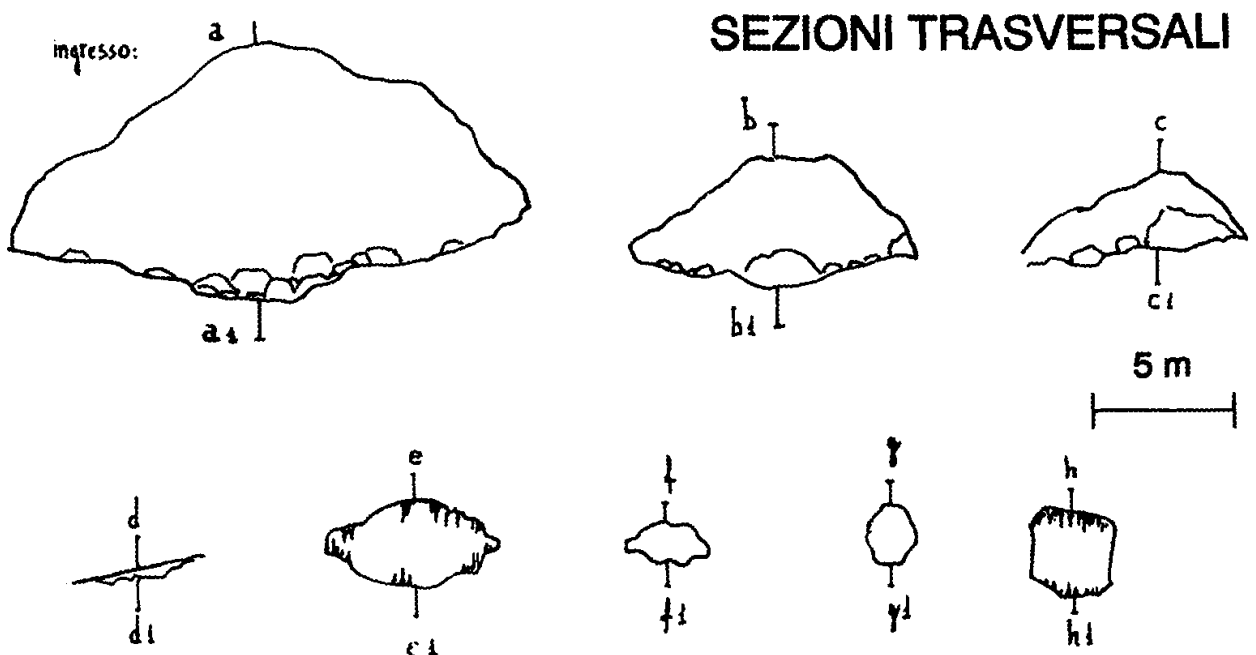 SEZIONI TRASVERSALI
ingresso:
a
b
c
a1
b1
c1
5 m
d
e
f
g
h
d1
e1
f1
g1
h1